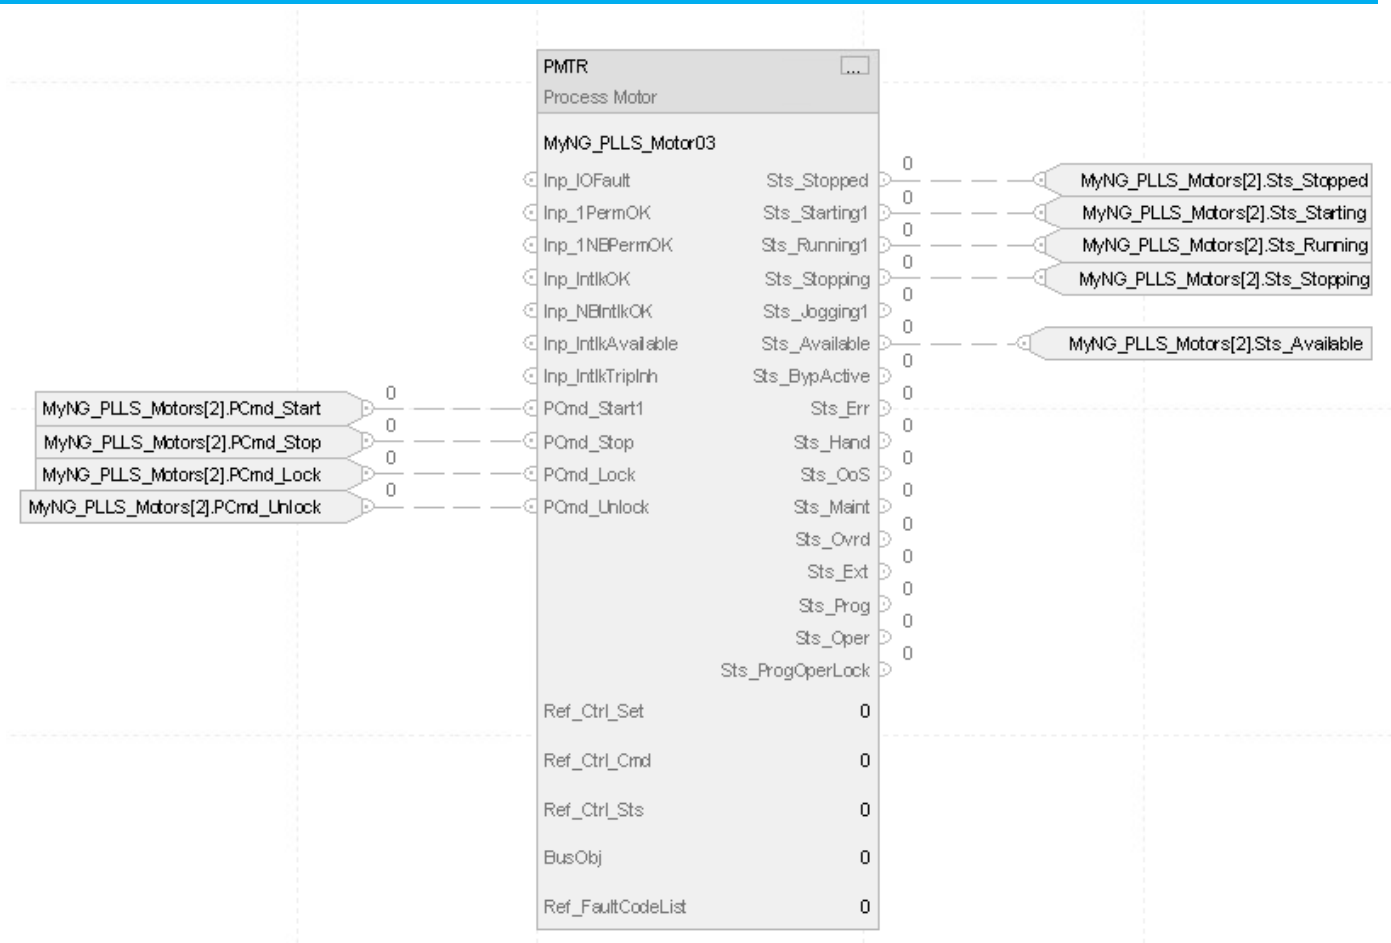 PMTR ...
Process Motor
MyNG_PLLS_Motor03
0
Inp_IOFault Sts_Stopped MyNG_PLLS_Motors[2].Sts_Stopped
0
Inp_1PermOK Sts_Starting1 MyNG_PLLS_Motors[2].Sts_Starting
0
Inp_1NBPermOK Sts_Running1 MyNG_PLLS_Motors[2].Sts_Running
0
Inp_IntlkOK Sts_Stopping MyNG_PLLS_Motors[2].Sts_Stopping
0
Inp_NBIntlkOK Sts_Jogging1
0
Inp_IntlkAvailable Sts_Available MyNG_PLLS_Motors[2].Sts_Available
0
Inp_IntlkTripInh Sts_BypActive
0 0
MyNG_PLLS_Motors[2].PCmd_Start PCmd_Start1 Sts_Err
0 0
MyNG_PLLS_Motors[2].PCmd_Stop PCmd_Stop Sts_Hand
0 0
MyNG_PLLS_Motors[2].PCmd_Lock PCmd_Lock Sts_OoS
0 0
MyNG_PLLS_Motors[2].PCmd_Unlock PCmd_Unlock Sts_Maint
0
Sts_Ovrd
0
Sts_Ext
0
Sts_Prog
0
Sts_Oper
0
Sts_ProgOperLock
Ref_Ctrl_Set 0
Ref_Ctrl_Cmd 0
Ref_Ctrl_Sts 0
BusObj 0
Ref_FaultCodeList 0